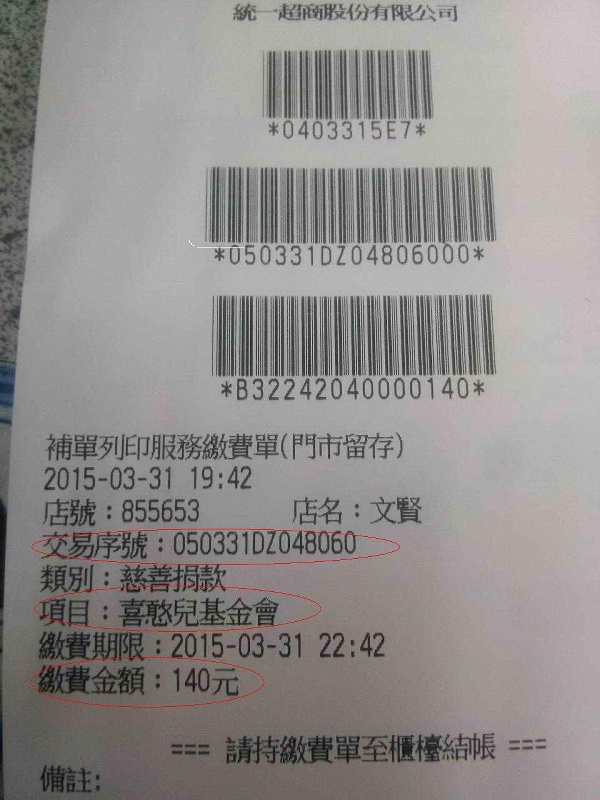 統一超商股份有限公司
*0403315E7*
*050331DZ04806000*
*B32242040000140*
補單列印服務繳費單(門市留存)
2015-03-31 19:42
店號：855653 店名：文賢
交易序號：050331DZ048060
類別：慈善捐款
項目：喜憨兒基金會
繳費期限：2015-03-31 22:42
繳費金額：140元
=== 請持繳費單至櫃檯結帳 ===
備註: